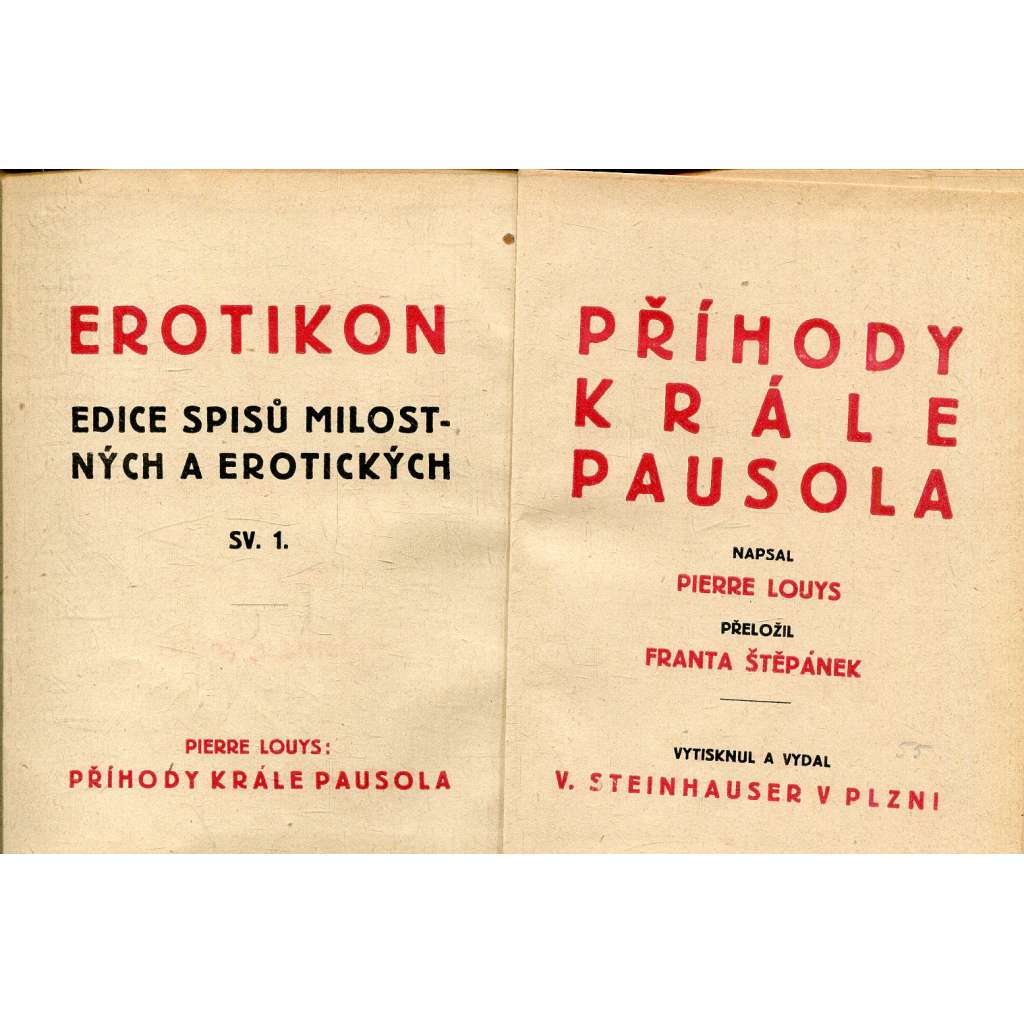 EROTIKON
EDICE SPISŮ MILOST-
NÝCH A EROTICKÝCH
SV. 1.
PIERRE LOUYS:
PŘÍHODY KRÁLE PAUSOLA
PŘÍHODY
KRÁLE
PAUSOLA
NAPSAL
PIERRE LOUYS
PŘELOŽIL
FRANTA ŠTĚPÁNEK
VYTISKNUL A VYDAL
V. STEINHAUSER V PLZNI
55